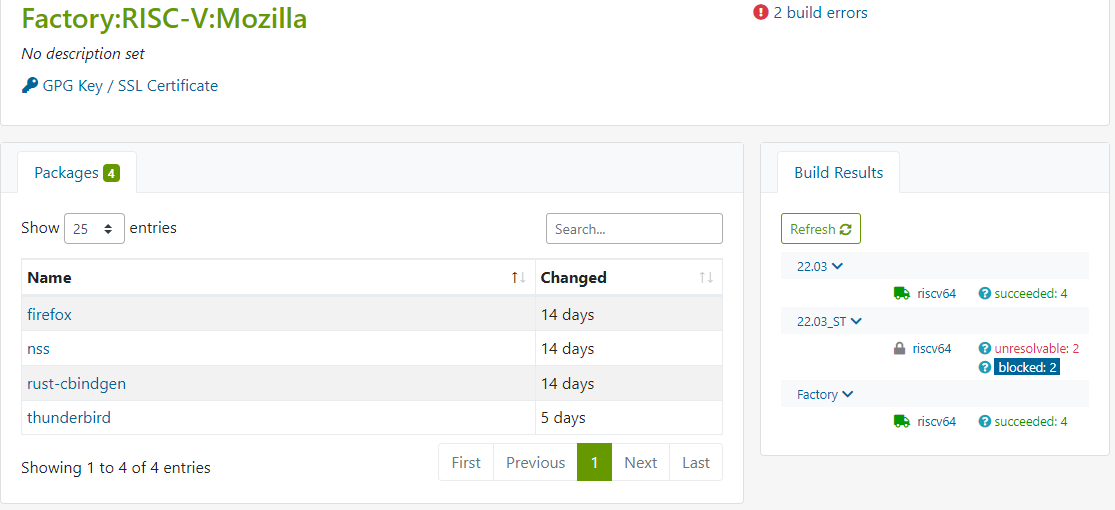 Factory:RISC-V:Mozilla
2 build errors
No description set
GPG Key / SSL Certificate
Packages 4
Show 25 entries
Search...
Name Changed
firefox 14 days
nss 14 days
rust-cbindgen 14 days
thunderbird 5 days
Showing 1 to 4 of 4 entries
First Previous 1 Next Last
Build Results
Refresh
22.03
riscv64 succeeded: 4
22.03_ST
riscv64 unresolvable: 2
blocked: 2
Factory
riscv64 succeeded: 4